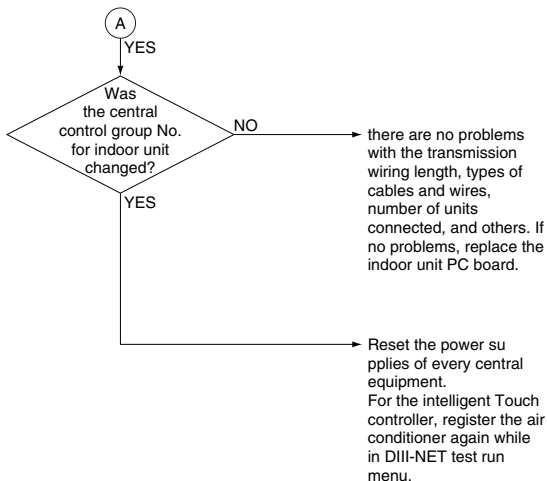 A
YES
Was
the central
control group No.
for indoor unit
changed?
NO
there are no problems
with the transmission
wiring length, types of
cables and wires,
number of units
connected, and others. If
no problems, replace the
indoor unit PC board.
YES
Reset the power su
pplies of every central
equipment.
For the intelligent Touch
controller, register the air
conditioner again while
in DIII-NET test run
menu.